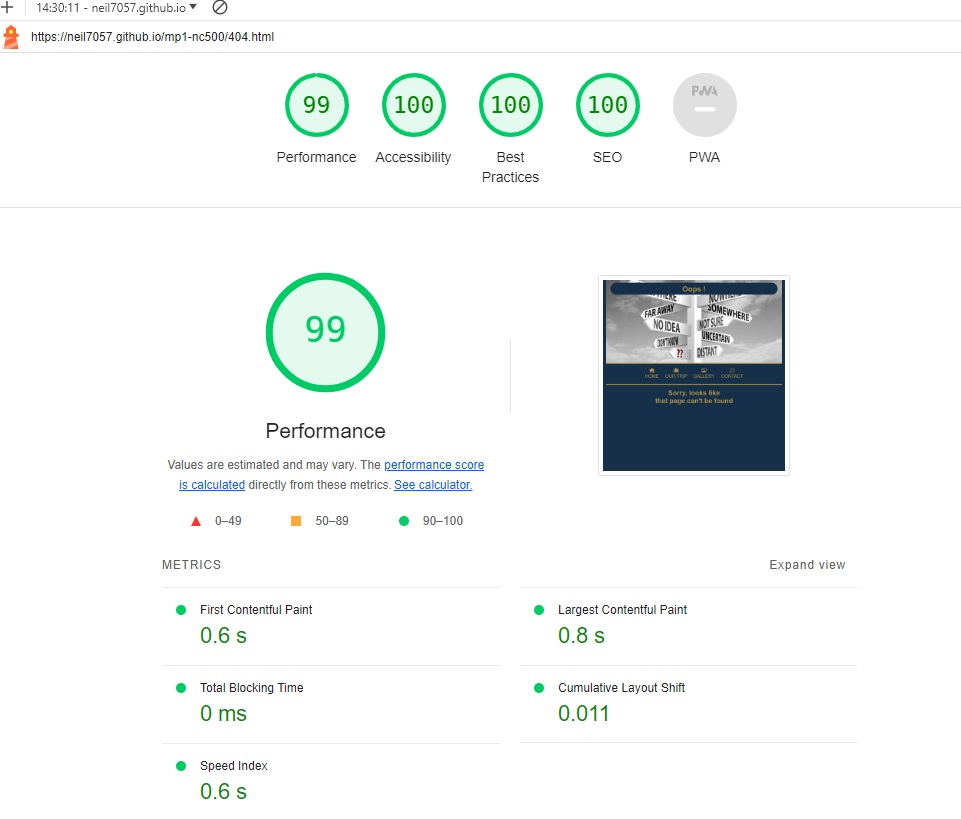 14:30:11 - neil7057.github.io
https://neil7057.github.io/mp1-nc500/404.html
99
100
100
100
PWA
Performance
Accessibility
Best
Practices
SEO
PWA
99
Performance
Values are estimated and may vary. The performance score
is calculated directly from these metrics. See calculator.
0–49
50–89
90–100
Oops !
NOWHERE
FAR AWAY
SOMEWHERE
NO IDEA
NOT SURE
DON'T KNOW
UNCERTAIN
??
DISTANT
HOME
OUR TRIP
GALLERY
CONTACT
Sorry, looks like
that page can't be found
METRICS
Expand view
First Contentful Paint
0.6 s
Largest Contentful Paint
0.8 s
Total Blocking Time
0 ms
Cumulative Layout Shift
0.011
Speed Index
0.6 s